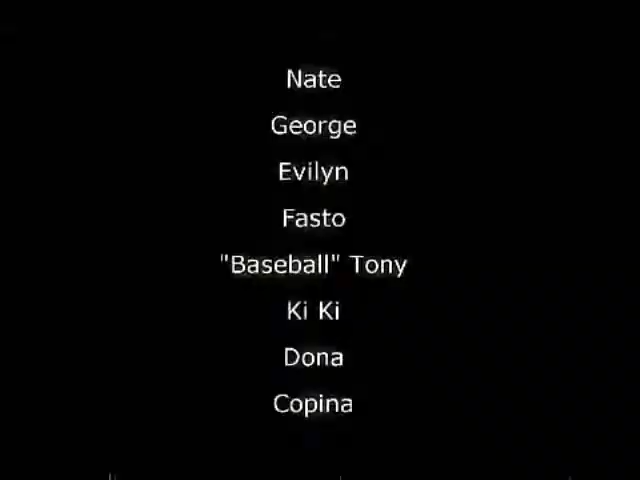 Nate
George
Evilyn
Fasto
"Baseball" Tony
Ki Ki
Dona
Copina